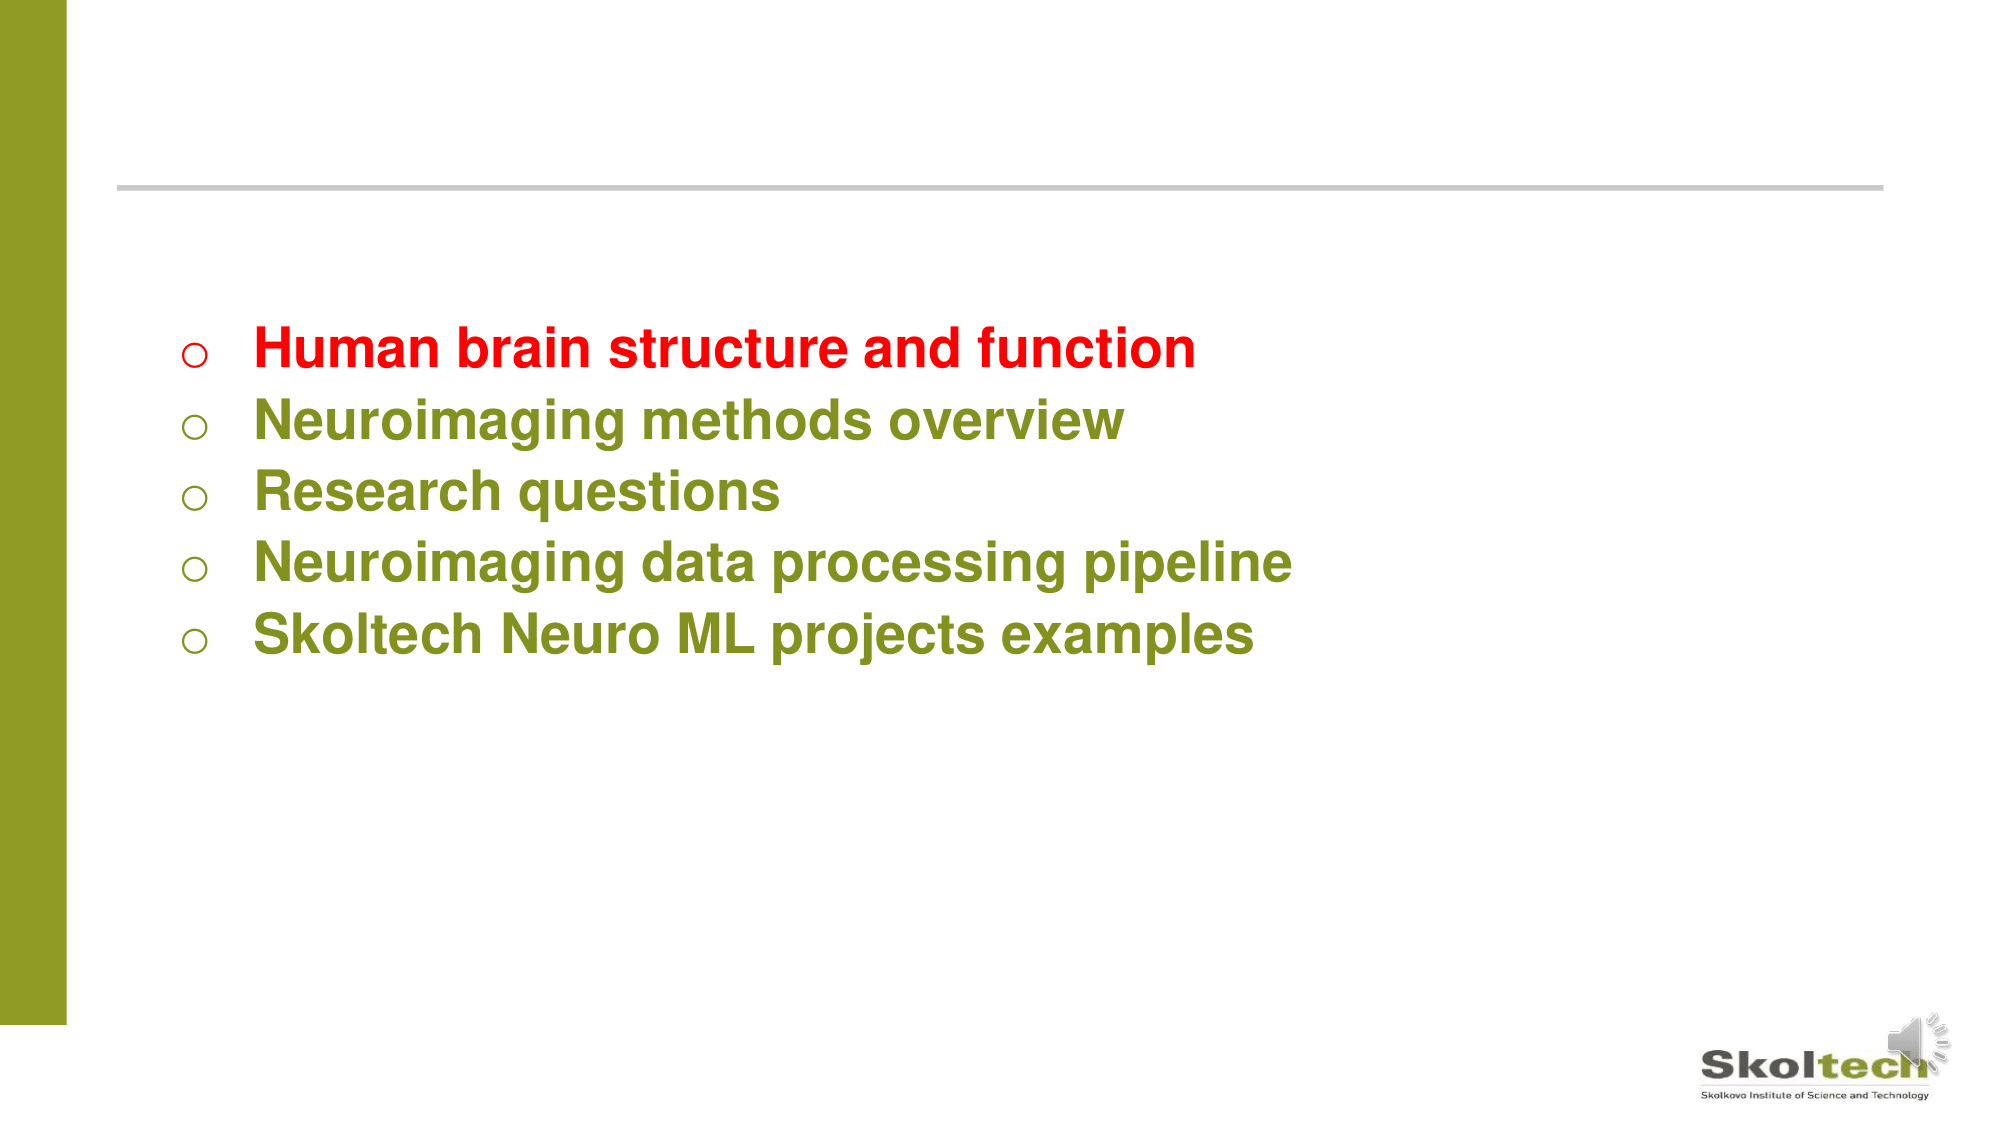 o Human brain structure and function
o Neuroimaging methods overview
o Research questions
o Neuroimaging data processing pipeline
o Skoltech Neuro ML projects examples
Skoltech
Skolkovo Institute of Science and Technology